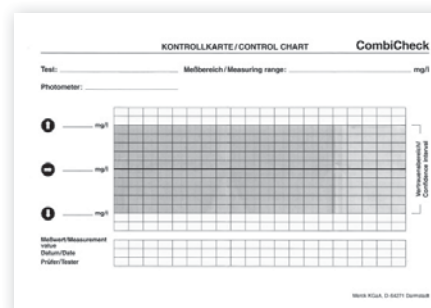 KONTROLLKARTE/CONTROL CHART CombiCheck
Test: Meßbereich/Measuring range: mg/l
Photometer:
mg/l
mg/l
mg/l
Vertrauensbereich/
Confidence Interval
Meßwert/Measurement
value
Datum/Date
Prüfer/Tester
Merck KGaA, D-64271 Darmstadt